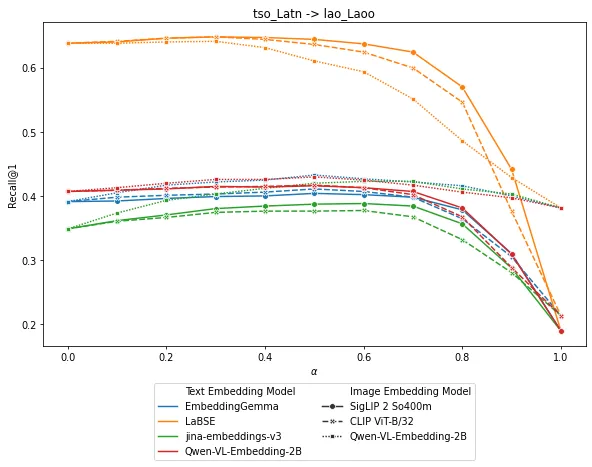 tso_Latn -> lao_Laoo
Recall@1
0.6
0.5
0.4
0.3
0.2
0.0
0.2
0.4
0.6
0.8
1.0
α
Text Embedding Model
EmbeddingGemma
LaBSE
jina-embeddings-v3
Qwen-VL-Embedding-2B
Image Embedding Model
SigLIP 2 So400m
CLIP ViT-B/32
Qwen-VL-Embedding-2B